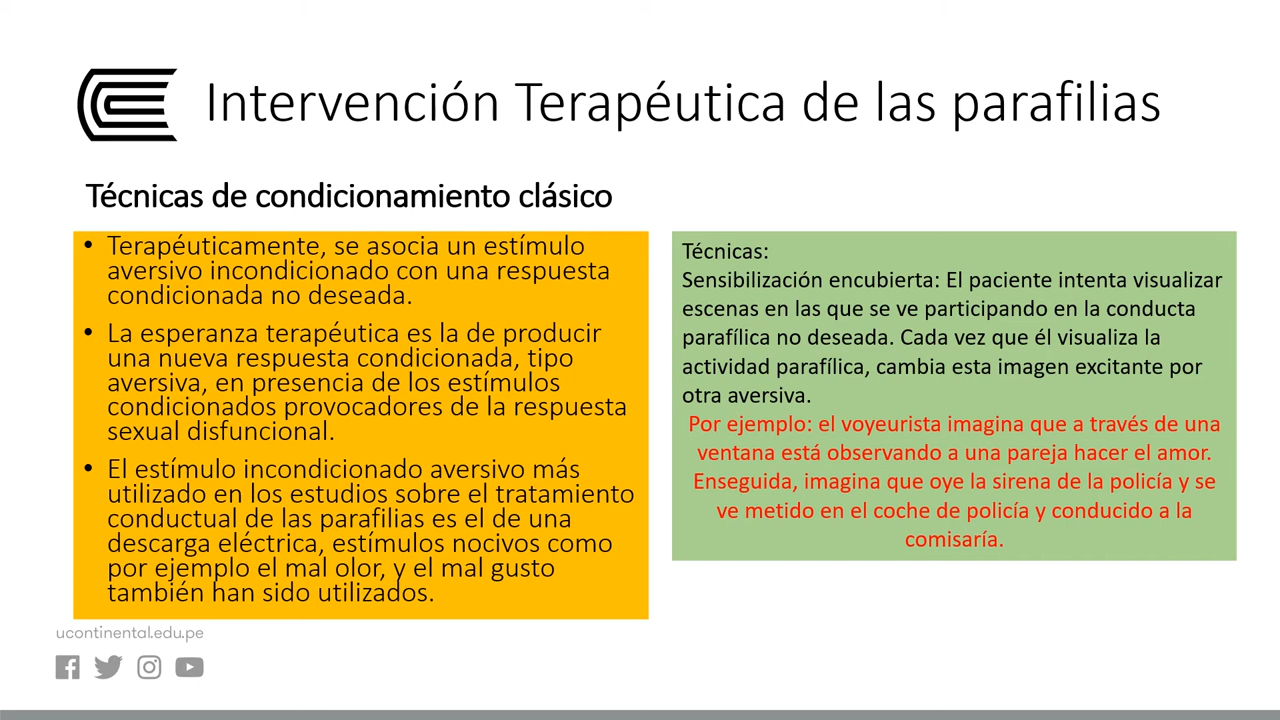 Intervención Terapéutica de las parafilias
Técnicas de condicionamiento clásico
• Terapéuticamente, se asocia un estímulo
aversivo incondicionado con una respuesta
condicionada no deseada.
• La esperanza terapéutica es la de producir
una nueva respuesta condicionada, tipo
aversiva, en presencia de los estímulos
condicionados provocadores de la respuesta
sexual disfuncional.
• El estímulo incondicionado aversivo más
utilizado en los estudios sobre el tratamiento
conductual de las parafilias es el de una
descarga eléctrica, estímulos nocivos como
por ejemplo el mal olor, y el mal gusto
también han sido utilizados.
Técnicas:
Sensibilización encubierta: El paciente intenta visualizar
escenas en las que se ve participando en la conducta
parafílica no deseada. Cada vez que él visualiza la
actividad parafílica, cambia esta imagen excitante por
otra aversiva.
Por ejemplo: el voyeurista imagina que a través de una
ventana está observando a una pareja hacer el amor.
Enseguida, imagina que oye la sirena de la policía y se
ve metido en el coche de policía y conducido a la
comisaría.
ucontinental.edu.pe